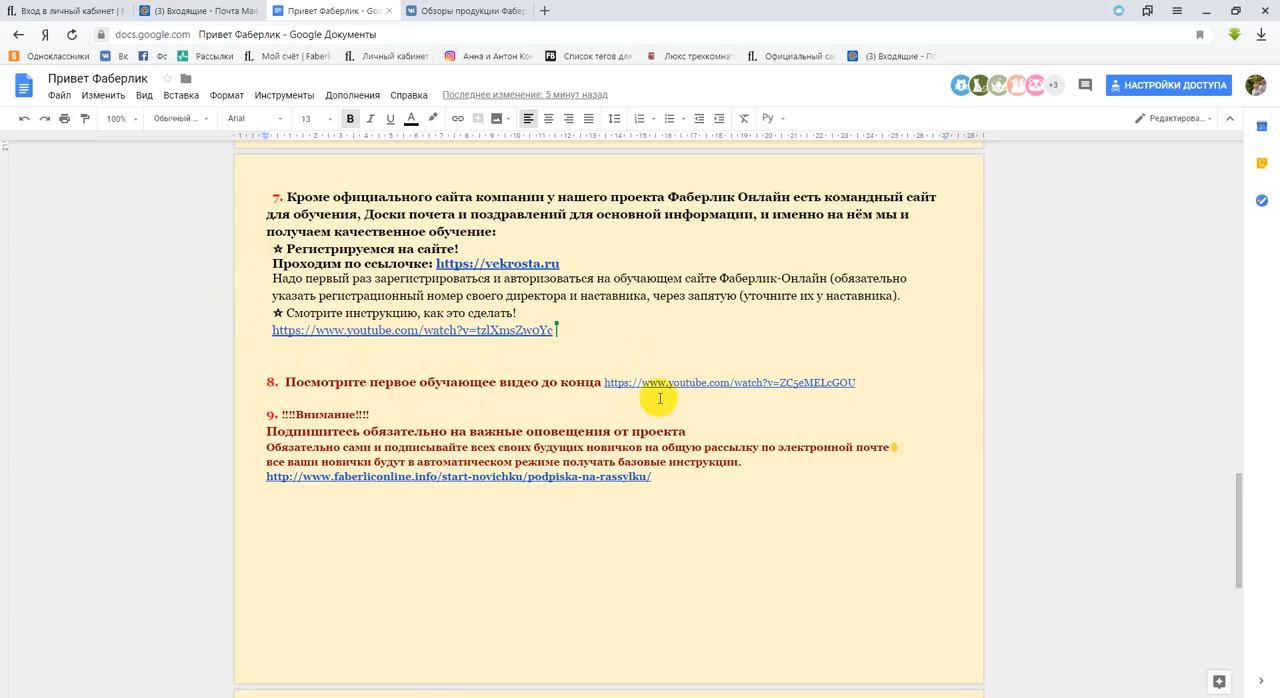 Вход в личный кабинет | F
(3) Входящие - Почта Mail
Привет Фаберлик - Goo
Обзоры продукции Фабер
docs.google.com Привет Фаберлик - Google Документы
Одноклассники Вк Фс Рассылки Мой счёт | Faberli Личный кабинет Анна и Антон Ко Список тегов для Люкс трехкомнат Официальный са (3) Входящие - По
Привет Фаберлик
Файл Изменить Вид Вставка Формат Инструменты Дополнения Справка Последнее изменение: 5 минут назад
+3
НАСТРОЙКИ ДОСТУПА
100% Обычный ... Arial 13 B I U A Ру Редактирова...
7. Кроме официального сайта компании у нашего проекта Фаберлик Онлайн есть командный сайт
для обучения, Доски почета и поздравлений для основной информации, и именно на нём мы и
получаем качественное обучение:
☆ Регистрируемся на сайте!
Проходим по ссылочке: https://vekrosta.ru
Надо первый раз зарегистрироваться и авторизоваться на обучающем сайте Фаберлик-Онлайн (обязательно
указать регистрационный номер своего директора и наставника, через запятую (уточните их у наставника).
☆ Смотрите инструкцию, как это сделать!
https://www.youtube.com/watch?v=tzlXmsZw0Yc
8. Посмотрите первое обучающее видео до конца https://www.youtube.com/watch?v=ZC5eMELcGOU
9. !!!!Внимание!!!!
Подпишитесь обязательно на важные оповещения от проекта
Обязательно сами и подписывайте всех своих будущих новичков на общую рассылку по электронной почте
все ваши новички будут в автоматическом режиме получать базовые инструкции.
http://www.faberliconline.info/start-novichku/podpiska-na-rassylku/